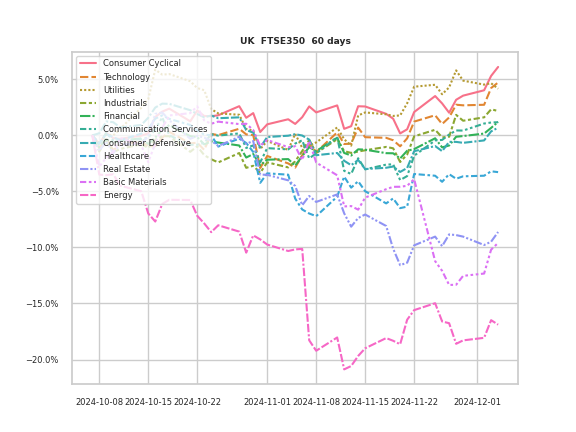 UK FTSE350 60 days
Consumer Cyclical
Technology
Utilities
Industrials
Financial
Communication Services
Consumer Defensive
Healthcare
Real Estate
Basic Materials
Energy
5.0%
0.0%
−5.0%
−10.0%
−15.0%
−20.0%
2024-10-08 2024-10-15 2024-10-22 2024-11-01 2024-11-08 2024-11-15 2024-11-22 2024-12-01